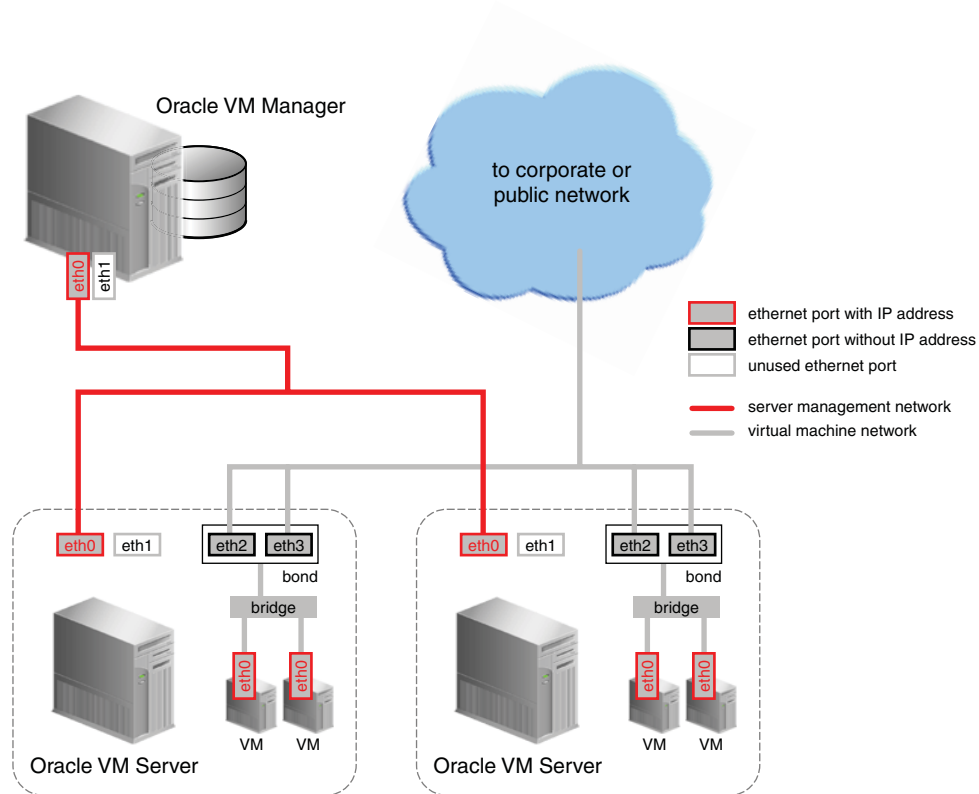 Oracle VM Manager
to corporate or
public network
eth0
eth1
ethernet port with IP address
ethernet port without IP address
unused ethernet port
server management network
virtual machine network
eth0
eth1
eth2
eth3
bond
bridge
eth0
eth0
VM
VM
Oracle VM Server
eth0
eth1
eth2
eth3
bond
bridge
eth0
eth0
VM
VM
Oracle VM Server